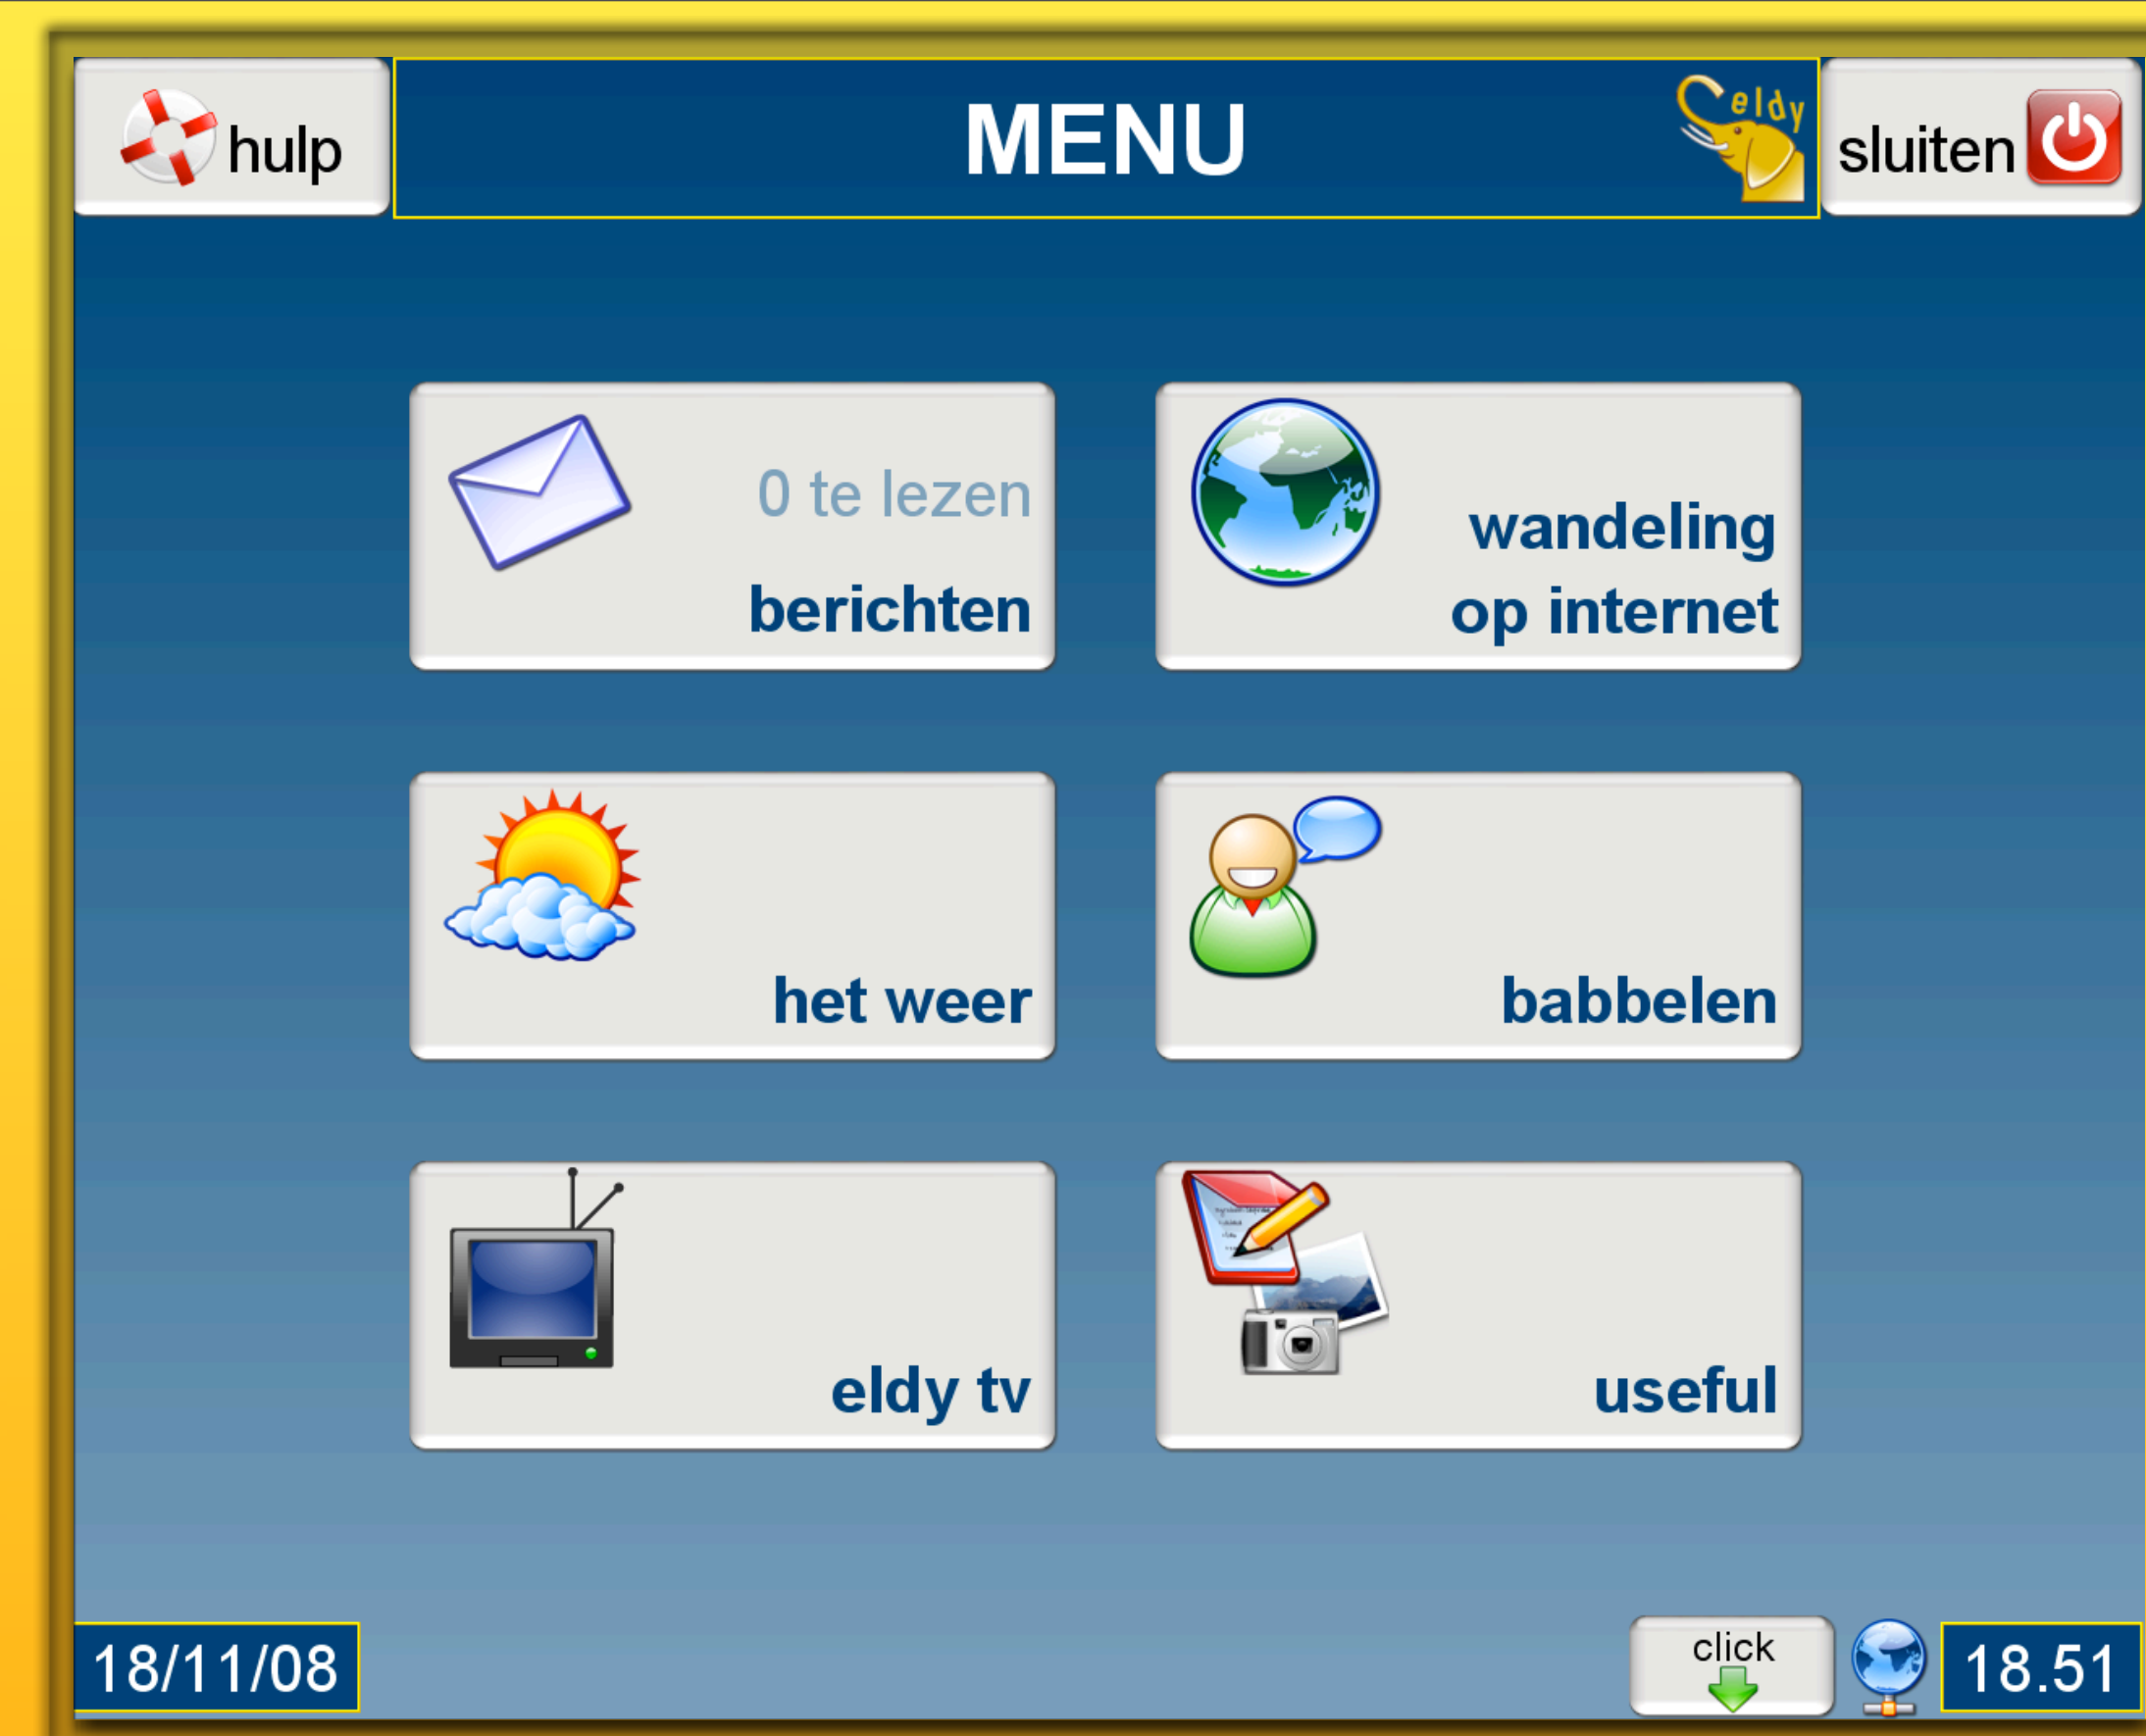 hulp
MENU
eldy
sluiten
0 te lezen
berichten
wandeling
op internet
het weer
babbelen
eldy tv
useful
18/11/08
click
18.51